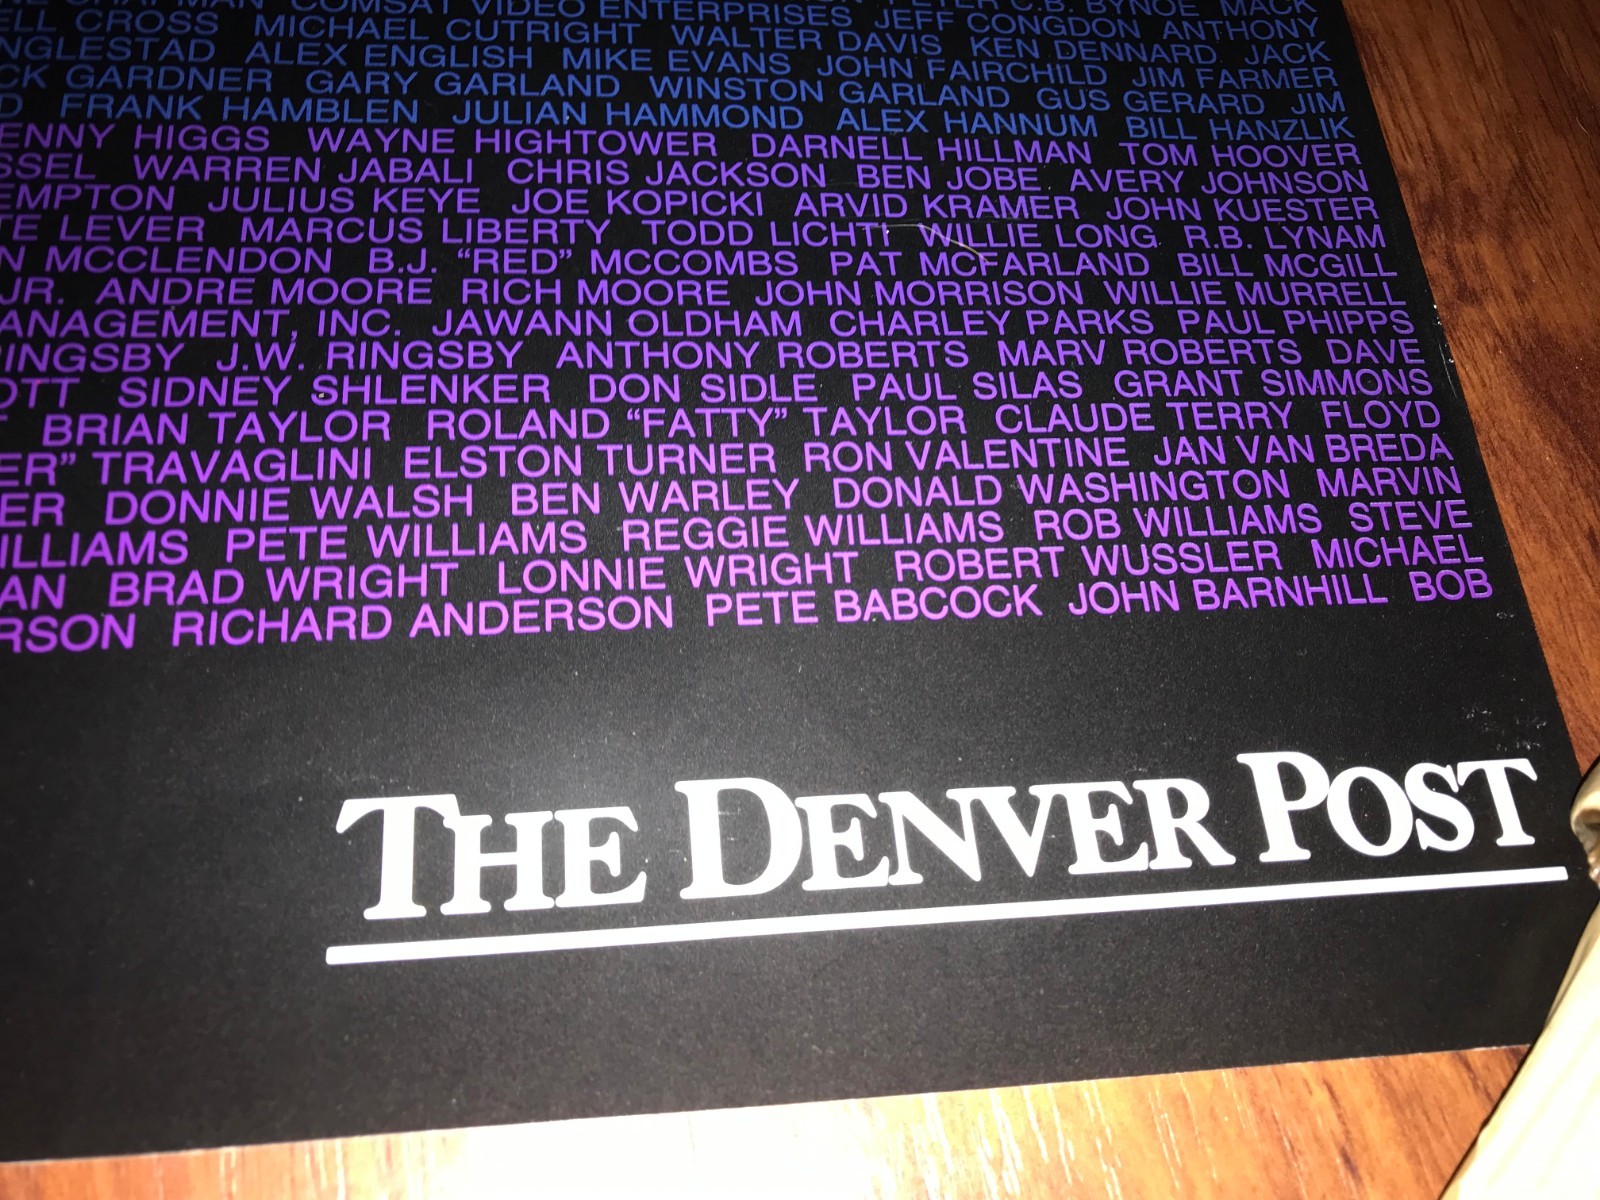 CHAPMAN COMSAT VIDEO ENTERPRISES JEFF CONGDON ANTHONY
CROSS MICHAEL CUTRIGHT WALTER DAVIS KEN DENNARD JACK
ALEX ENGLISH MIKE EVANS JOHN FAIRCHILD JIM FARMER
GARDNER GARY GARLAND WINSTON GARLAND GUS GERARD JIM
FRANK HAMBLEN JULIAN HAMMOND ALEX HANNUM BILL HANZLIK
ENNY HIGGS WAYNE HIGHTOWER DARNELL HILLMAN TOM HOOVER
SSEL WARREN JABALI CHRIS JACKSON BEN JOBE AVERY JOHNSON
EMPTON JULIUS KEYE JOE KOPICKI ARVID KRAMER JOHN KUESTER
TE LEVER MARCUS LIBERTY TODD LICHTI WILLIE LONG R.B. LYNAM
N MCCLENDON B.J. "RED" MCCOMBS PAT MCFARLAND BILL MCGILL
JR. ANDRE MOORE RICH MOORE JOHN MORRISON WILLIE MURRELL
ANAGEMENT, INC. JAWANN OLDHAM CHARLEY PARKS PAUL PHIPPS
RINGSBY J.W. RINGSBY ANTHONY ROBERTS MARV ROBERTS DAVE
OTT SIDNEY SHLENKER DON SIDLE PAUL SILAS GRANT SIMMONS
BRIAN TAYLOR ROLAND "FATTY" TAYLOR CLAUDE TERRY FLOYD
ER" TRAVAGLINI ELSTON TURNER RON VALENTINE JAN VAN BREDA
ER DONNIE WALSH BEN WARLEY DONALD WASHINGTON MARVIN
ILLIAMS PETE WILLIAMS REGGIE WILLIAMS ROB WILLIAMS STEVE
AN BRAD WRIGHT LONNIE WRIGHT ROBERT WUSSLER MICHAEL
RSON RICHARD ANDERSON PETE BABCOCK JOHN BARNHILL BOB
THE DENVER POST